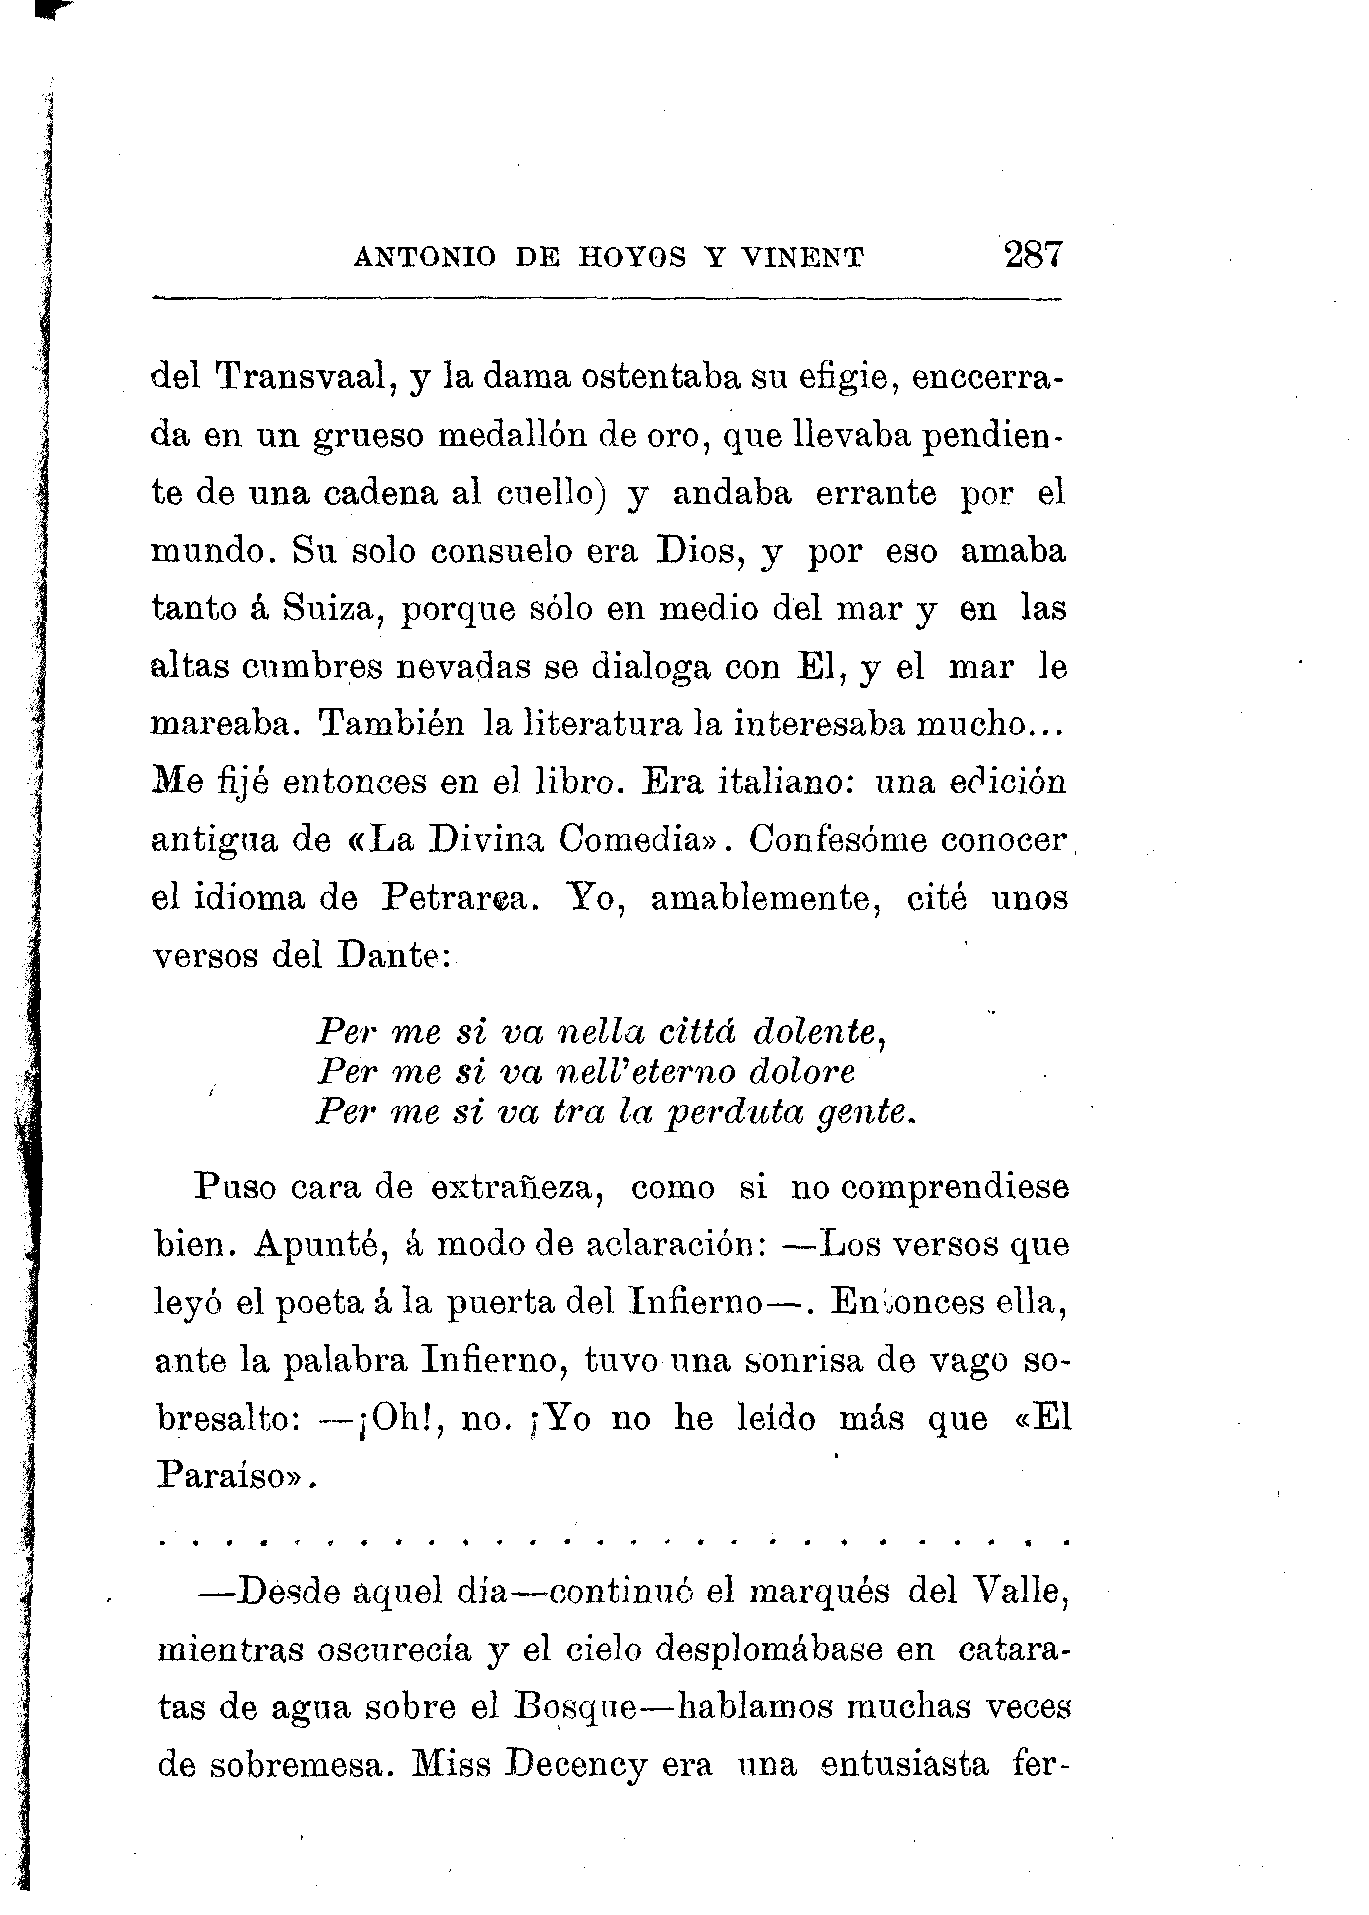 ANTONIO DE HOYOS Y VINENT 287
del Transvaal, y la dama ostentaba su efigie, enccerra-
da en un grueso medallón de oro, que llevaba pendien-
te de una cadena al cuello) y andaba errante por el
mundo. Su solo consuelo era Dios, y por eso amaba
tanto á Suiza, porque sólo en medio del mar y en las
altas cumbres nevadas se dialoga con El, y el mar le
mareaba. También la literatura la interesaba mucho...
Me fijé entonces en el libro. Era italiano: una edición
antigua de «La Divina Comedia». Confesóme conocer
el idioma de Petrarca. Yo, amablemente, cité unos
versos del Dante:
Per me si va nella cittá dolente,
Per me si va nell'eterno dolore
Per me si va tra la perduta gente.
Puso cara de extrañeza, como si no comprendiese
bien. Apunté, á modo de aclaración: —Los versos que
leyó el poeta á la puerta del Infierno—. Entonces ella,
ante la palabra Infierno, tuvo una sonrisa de vago so-
bresalto: —¡Oh!, no. ¡Yo no he leído más que «El
Paraíso».
. . . . . . . . . . . . . . . . . . . . . . . . . . . .
—Desde aquel día—continuó el marqués del Valle,
mientras oscurecía y el cielo desplomábase en catara-
tas de agua sobre el Bosque—hablamos muchas veces
de sobremesa. Miss Decency era una entusiasta fer-